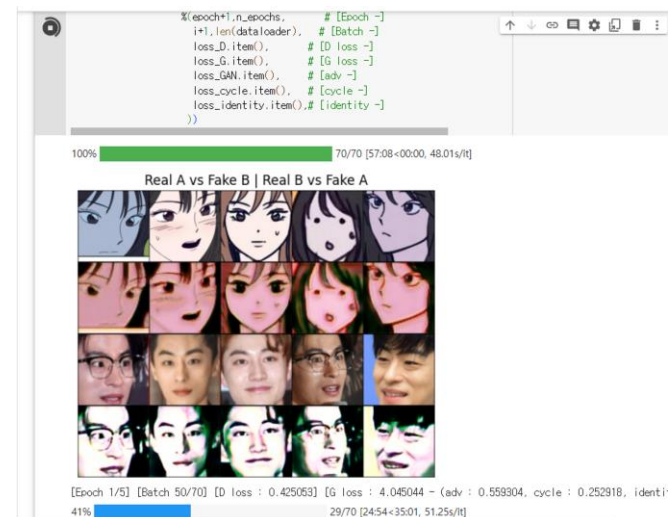 %(epoch+1,n_epochs,       # [Epoch -]
i+1,len(dataloader),   # [Batch -]
loss_D.item(),       # [D loss -]
loss_G.item(),       # [G loss -]
loss_GAN.item(),     # [adv -]
loss_cycle.item(),   # [cycle -]
loss_identity.item(),# [identity -]
))
100% 70/70 [57:08<00:00, 48.01s/it]
Real A vs Fake B | Real B vs Fake A
[Epoch 1/5] [Batch 50/70] [D loss : 0.425053] [G loss : 4.045044 - (adv : 0.559304, cycle : 0.252918, identi
41% 29/70 [24:54<35:01, 51.25s/it]